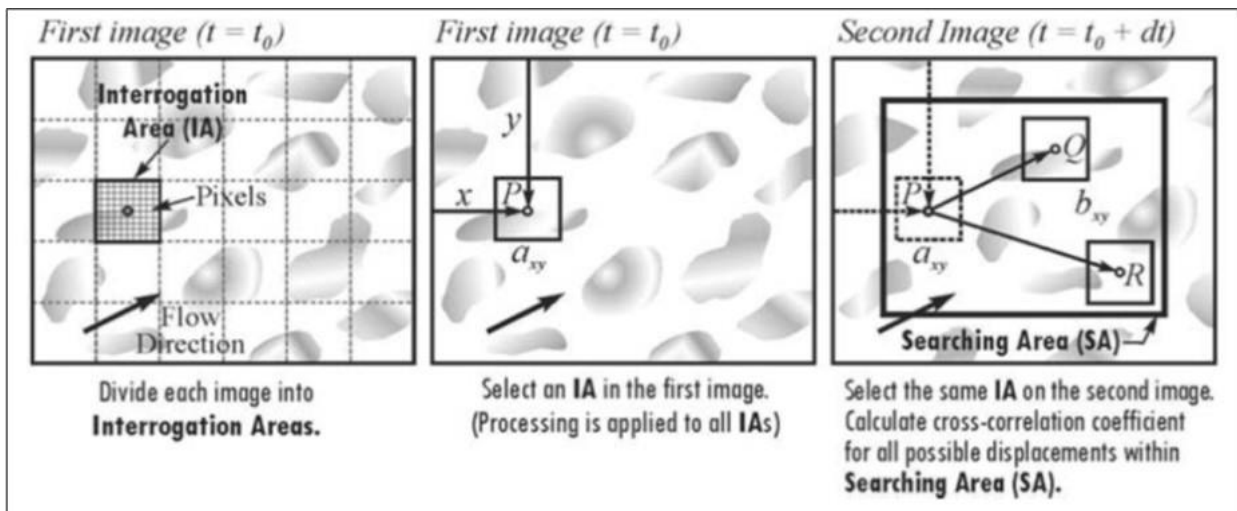 First image (t = t₀)
Interrogation
Area (IA)
Pixels
Flow
Direction
Divide each image into
Interrogation Areas.
First image (t = t₀)
y
x
P
aₓᵧ
Select an IA in the first image.
(Processing is applied to all IAs)
Second Image (t = t₀ + dt)
Q
P
bₓᵧ
aₓᵧ
R
Searching Area (SA)
Select the same IA on the second image.
Calculate cross-correlation coefficient
for all possible displacements within
Searching Area (SA).